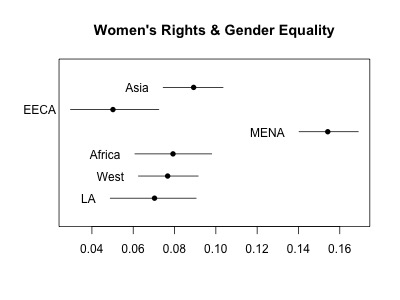 Women's Rights & Gender Equality
Asia
EECA
MENA
Africa
West
LA
0.04 0.06 0.08 0.10 0.12 0.14 0.16